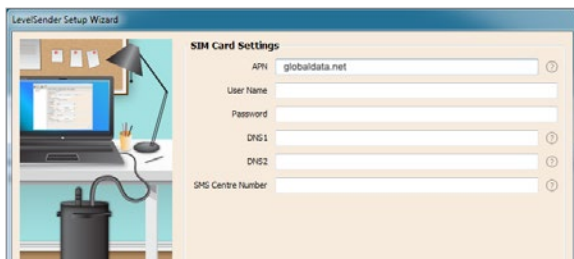 LevelSender Setup Wizard
SIM Card Settings
APN globaldata.net
User Name
Password
DNS1
DNS2
SMS Centre Number